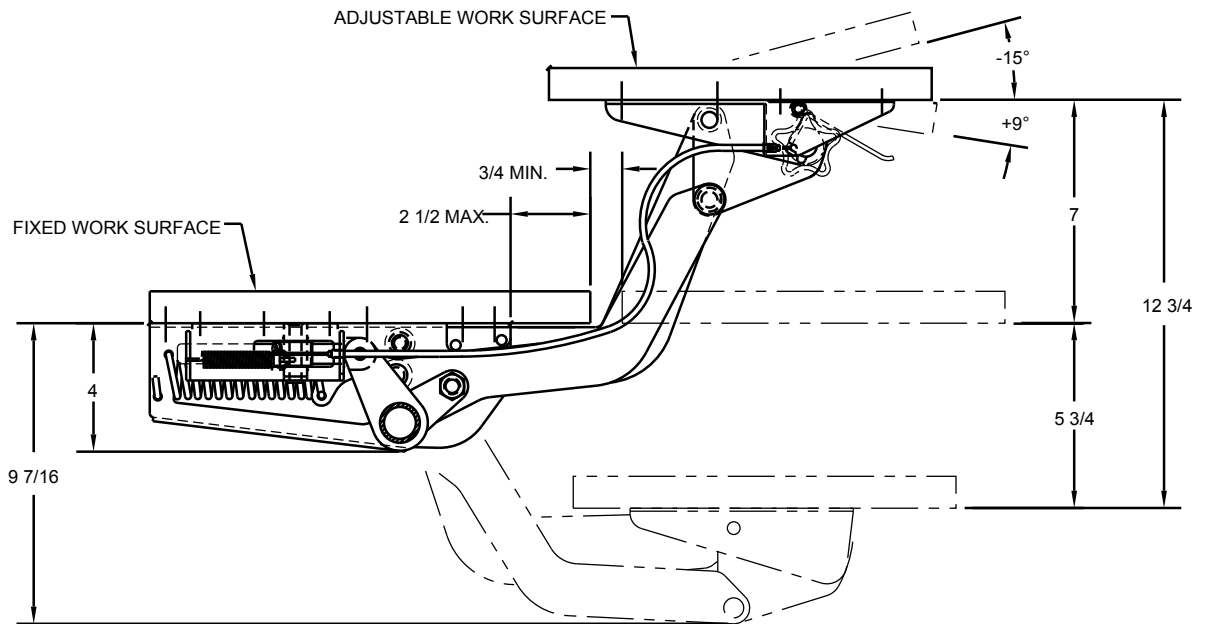 ADJUSTABLE WORK SURFACE
-15°
+9°
3/4 MIN.
2 1/2 MAX.
7
FIXED WORK SURFACE
12 3/4
4
5 3/4
9 7/16